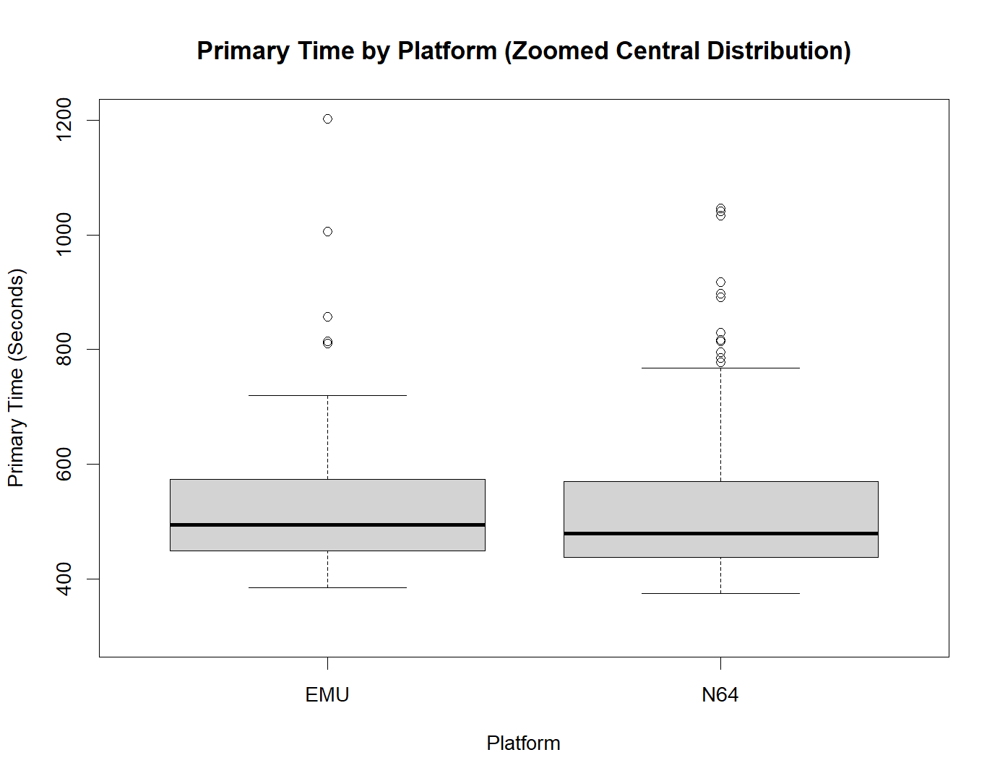 Primary Time by Platform (Zoomed Central Distribution)
Primary Time (Seconds)
1200
1000
800
600
400
EMU
N64
Platform